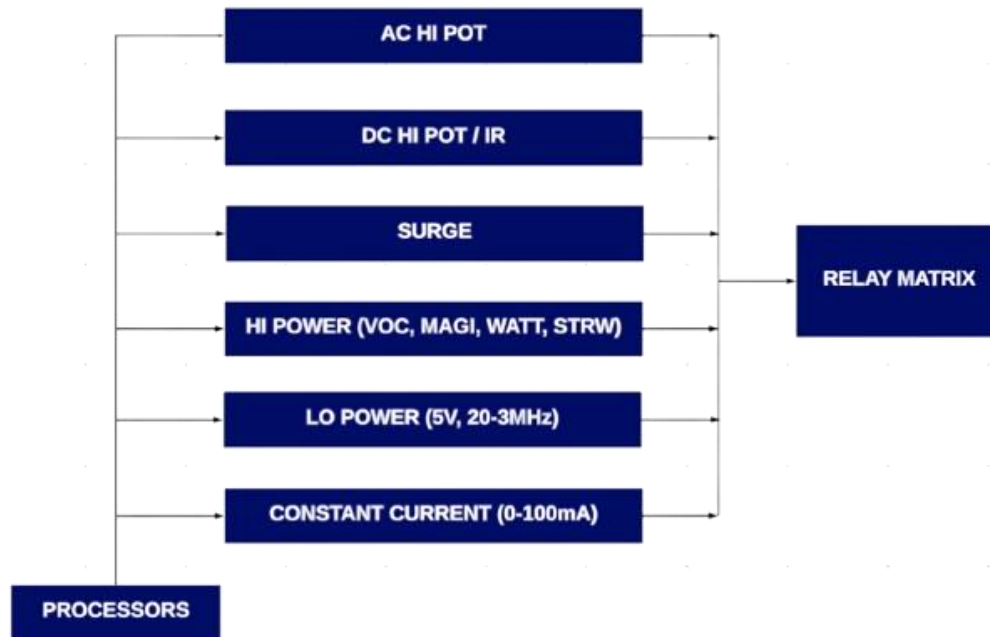 AC HI POT
DC HI POT / IR
SURGE
HI POWER (VOC, MAGI, WATT, STRW)
LO POWER (5V, 20-3MHz)
CONSTANT CURRENT (0-100mA)
RELAY MATRIX
PROCESSORS